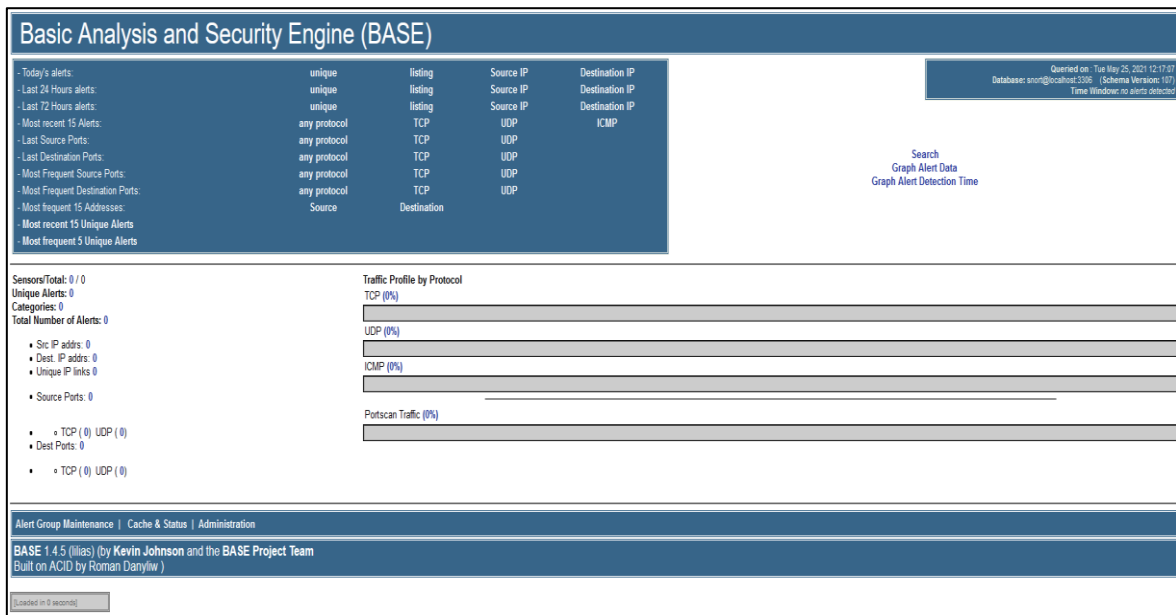 Basic Analysis and Security Engine (BASE)
- Today's alerts: unique listing Source IP Destination IP
- Last 24 Hours alerts: unique listing Source IP Destination IP
- Last 72 Hours alerts: unique listing Source IP Destination IP
- Most recent 15 Alerts: any protocol TCP UDP ICMP
- Last Source Ports: any protocol TCP UDP
- Last Destination Ports: any protocol TCP UDP
- Most Frequent Source Ports: any protocol TCP UDP
- Most Frequent Destination Ports: any protocol TCP UDP
- Most frequent 15 Addresses: Source Destination
- Most recent 15 Unique Alerts
- Most frequent 5 Unique Alerts
Queried on : Tue May 25, 2021 12:17:07
Database: snort@localhost:3306 (Schema Version: 107)
Time Window: no alerts detected
Search
Graph Alert Data
Graph Alert Detection Time
Sensors/Total: 0 / 0
Unique Alerts: 0
Categories: 0
Total Number of Alerts: 0
• Src IP addrs: 0
• Dest. IP addrs: 0
• Unique IP links 0
• Source Ports: 0
• ◦ TCP ( 0) UDP ( 0)
• Dest Ports: 0
• ◦ TCP ( 0) UDP ( 0)
Traffic Profile by Protocol
TCP (0%)
UDP (0%)
ICMP (0%)
Portscan Traffic (0%)
Alert Group Maintenance | Cache & Status | Administration
BASE 1.4.5 (lilias) (by Kevin Johnson and the BASE Project Team
Built on ACID by Roman Danyliw )
[Loaded in 0 seconds]